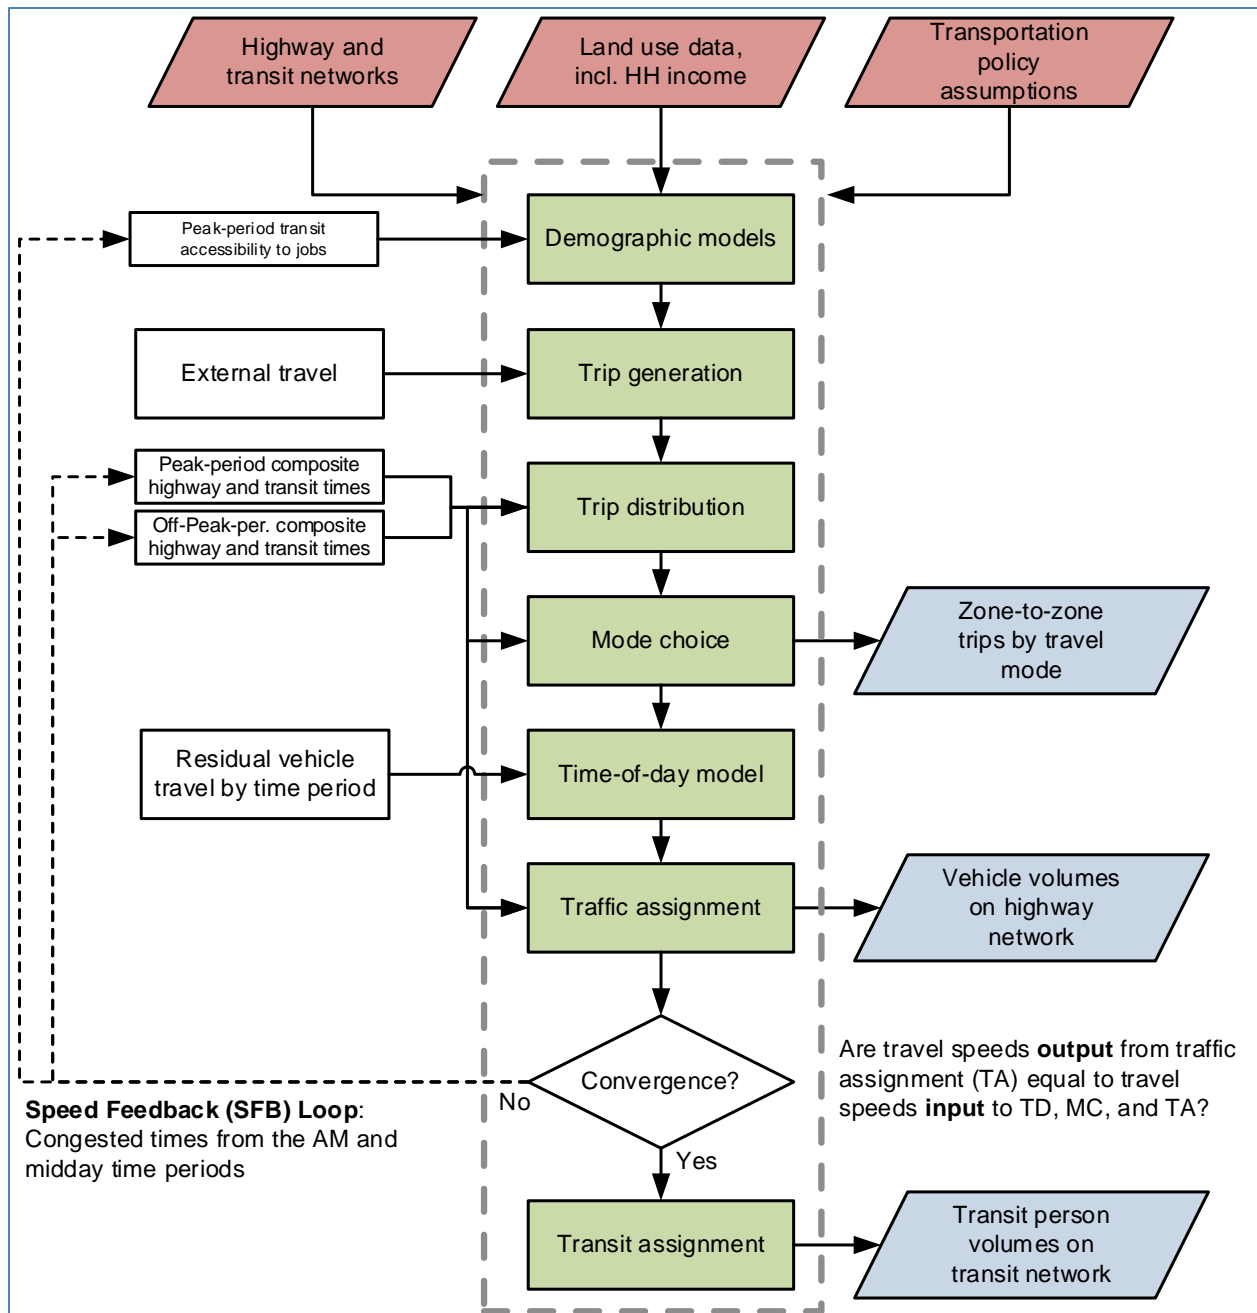 Highway and
transit networks
Land use data,
incl. HH income
Transportation
policy
assumptions
Peak-period transit
accessibility to jobs
Demographic models
External travel
Trip generation
Peak-period composite
highway and transit times
Off-Peak-per. composite
highway and transit times
Trip distribution
Mode choice
Zone-to-zone
trips by travel
mode
Residual vehicle
travel by time period
Time-of-day model
Traffic assignment
Vehicle volumes
on highway
network
Convergence?
No
Yes
Are travel speeds output from traffic
assignment (TA) equal to travel
speeds input to TD, MC, and TA?
Speed Feedback (SFB) Loop:
Congested times from the AM and
midday time periods
Transit assignment
Transit person
volumes on
transit network